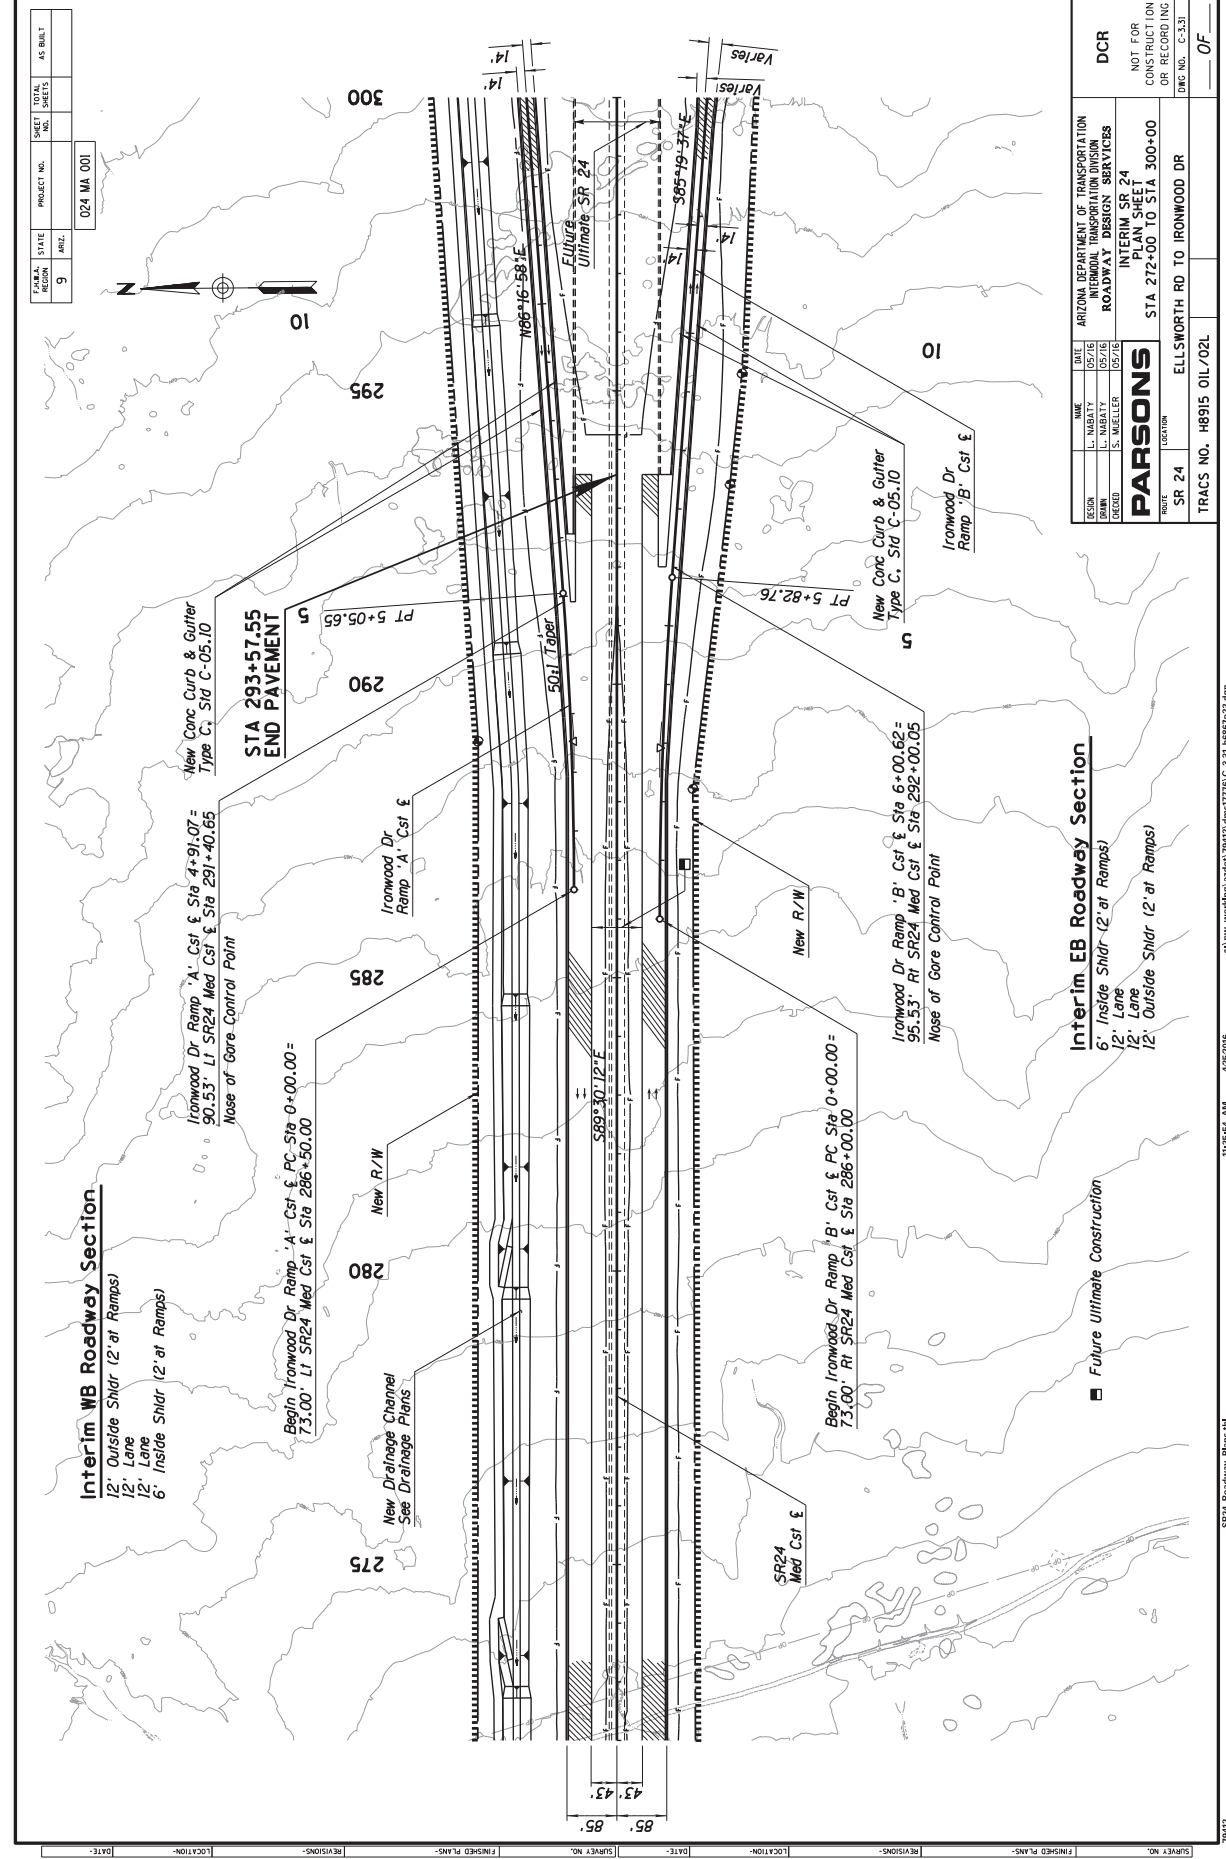 F.H.W.A. REGION
STATE
PROJECT NO.
SHEET NO.
TOTAL SHEETS
AS BUILT
9
ARIZ.
024 MA 001
N
Interim WB Roadway Section
12' Outside Shldr (2' at Ramps)
12' Lane
12' Lane
6' Inside Shldr (2' at Ramps)
Ironwood Dr Ramp 'A' Cst ℄ Sta 4+91.07 =
90.53' Lt SR24 Med Cst ℄ Sta 291+40.65
Nose of Gore Control Point
New Conc Curb & Gutter
Type C, Std C-05.10
STA 293+57.55
END PAVEMENT
Begin Ironwood Dr Ramp 'A' Cst ℄ PC Sta 0+00.00 =
73.00' Lt SR24 Med Cst ℄ Sta 286+50.00
New R/W
Ironwood Dr
Ramp 'A' Cst ℄
New Drainage Channel
See Drainage Plans
PT 5+05.65
5
10
275
280
285
290
295
300
50:1 Taper
N86°16'58"E
14'
14'
Future
Ultimate SR 24
S89°30'12"E
85'
43'
43'
85'
S85°19'37"E
14'
14'
Varies
Varies
PT 5+82.76
5
10
SR24
Med Cst ℄
New R/W
Begin Ironwood Dr Ramp 'B' Cst ℄ PC Sta 0+00.00 =
73.00' Rt SR24 Med Cst ℄ Sta 286+00.00
Ironwood Dr Ramp 'B' Cst ℄ Sta 6+00.62 =
95.53' Rt SR24 Med Cst ℄ Sta 292+00.05
Nose of Gore Control Point
New Conc Curb & Gutter
Type C, Std C-05.10
Ironwood Dr
Ramp 'B' Cst ℄
Interim EB Roadway Section
6' Inside Shldr (2' at Ramps)
12' Lane
12' Lane
12' Outside Shldr (2' at Ramps)
Future Ultimate Construction
NAME
DATE
DESIGN
L. NABATY
05/16
DRAWN
L. NABATY
05/16
CHECKED
S. MUELLER
05/16
PARSONS
ARIZONA DEPARTMENT OF TRANSPORTATION
INTERMODAL TRANSPORTATION DIVISION
ROADWAY DESIGN SERVICES
INTERIM SR 24
PLAN SHEET
STA 272+00 TO STA 300+00
DCR
NOT FOR
CONSTRUCTION
OR RECORDING
DWG NO. C-3.31
ROUTE
SR 24
LOCATION
ELLSWORTH RD TO IRONWOOD DR
TRACS NO. H8915 01L/02L
OF
SURVEY NO.
FINISHED PLANS-
REVISIONS-
LOCATION-
DATE-
SURVEY NO.
FINISHED PLANS-
REVISIONS-
LOCATION-
DATE-